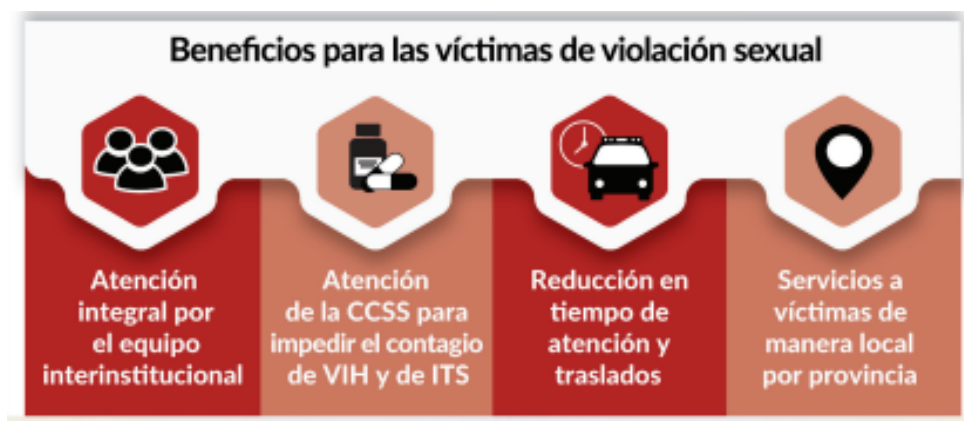 Beneficios para las víctimas de violación sexual
Atención
integral por
el equipo
interinstitucional
Atención
de la CCSS para
impedir el contagio
de VIH y de ITS
Reducción en
tiempo de
atención y
traslados
Servicios a
víctimas de
manera local
por provincia